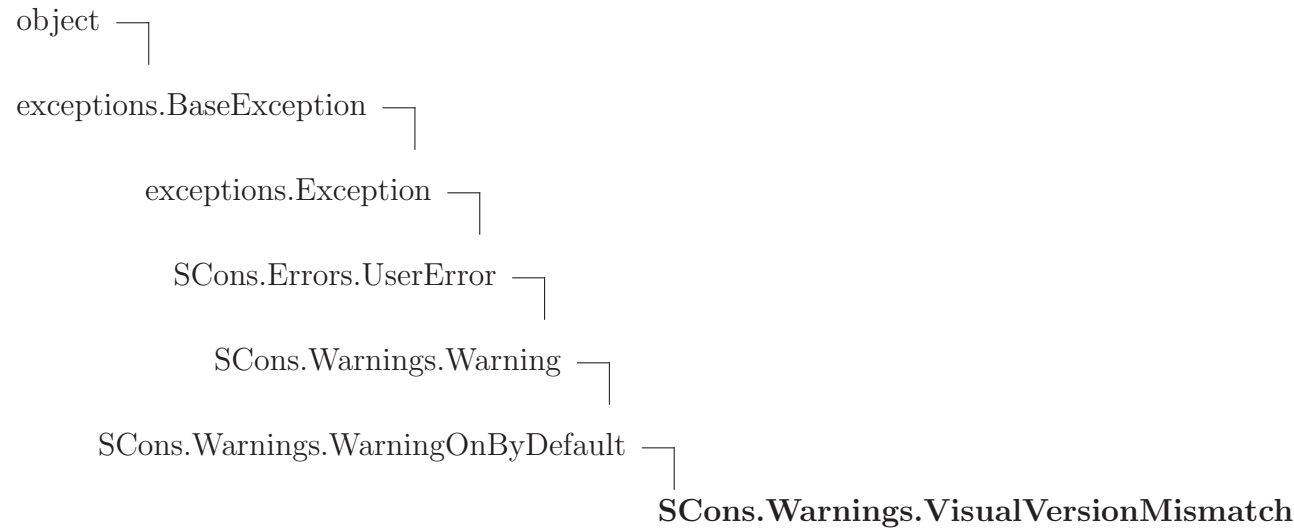 object
exceptions.BaseException
exceptions.Exception
SCons.Errors.UserError
SCons.Warnings.Warning
SCons.Warnings.WarningOnByDefault
SCons.Warnings.VisualVersionMismatch